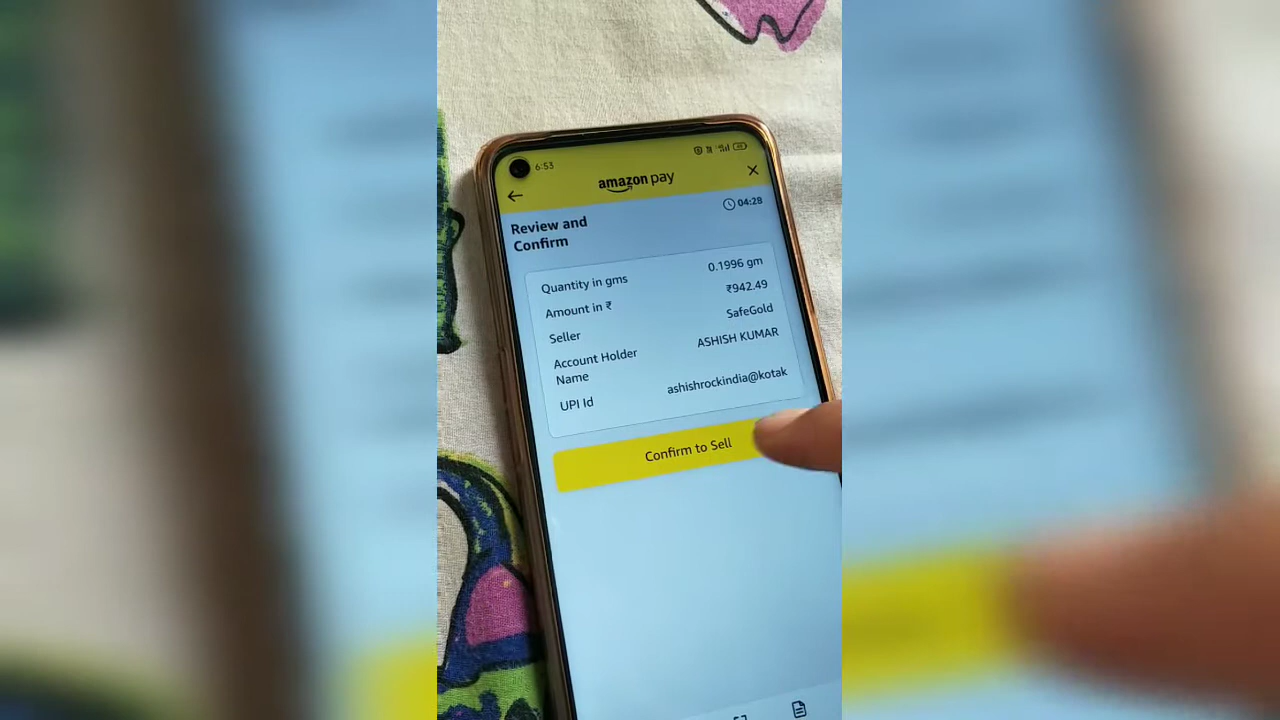 6:53
amazon pay
04:28
Review and
Confirm
Quantity in gms 0.1996 gm
Amount in ₹ ₹942.49
Seller SafeGold
Account Holder
Name ASHISH KUMAR
UPI Id ashishrockindia@kotak
Confirm to Sell